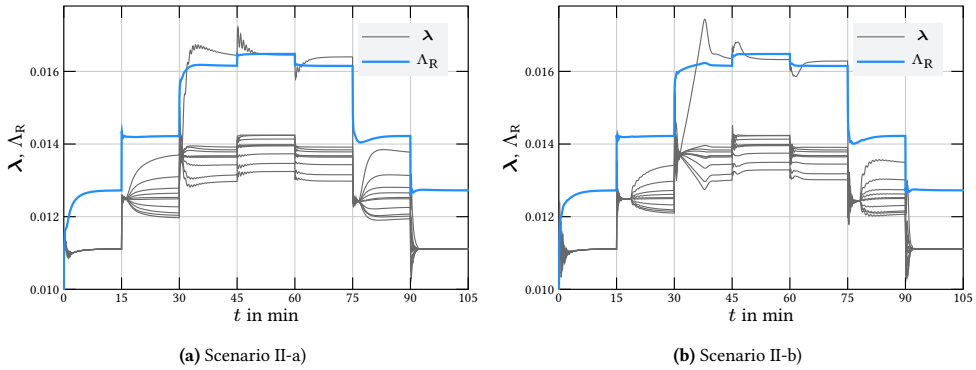 0.016
0.014
0.012
0.010
λ, Λ_R
0 15 30 45 60 75 90 105
t in min
λ
Λ_R
(a) Scenario II-a)
0.016
0.014
0.012
0.010
λ, Λ_R
0 15 30 45 60 75 90 105
t in min
λ
Λ_R
(b) Scenario II-b)